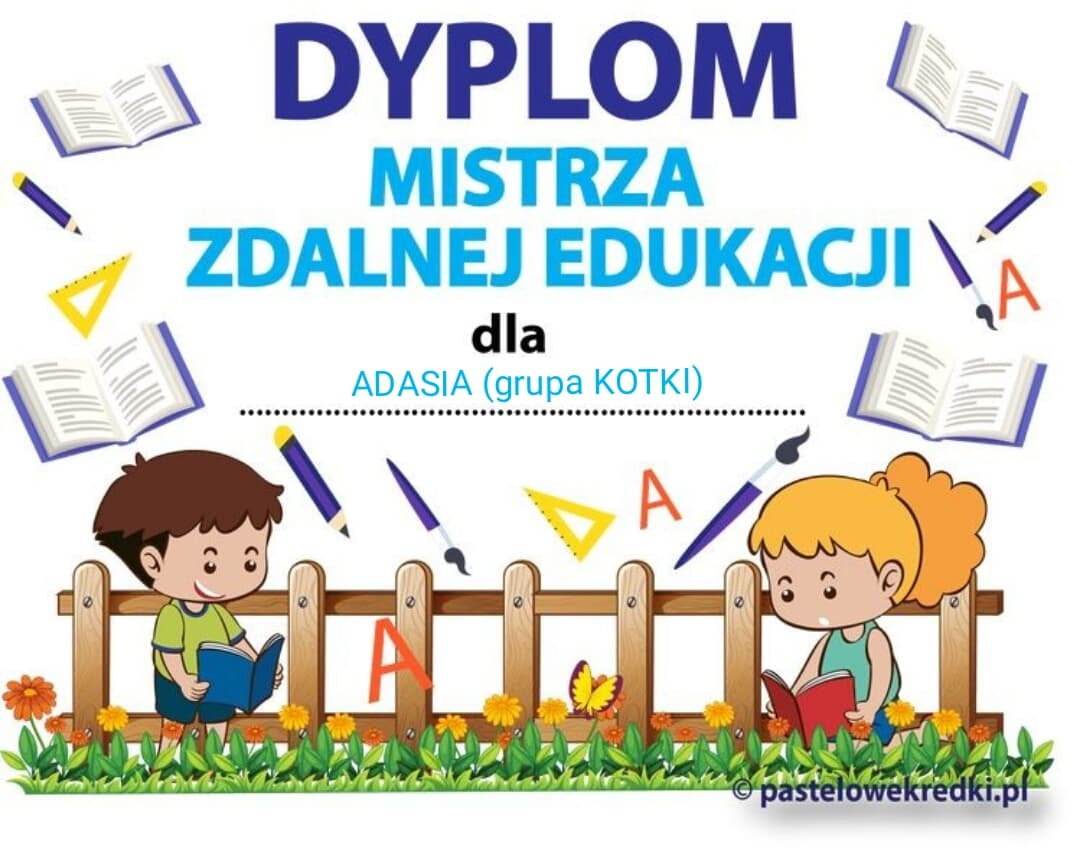 DYPLOM
MISTRZA
ZDALNEJ EDUKACJI
dla
ADASIA (grupa KOTKI)
A
A
A
© pastelowekredki.pl